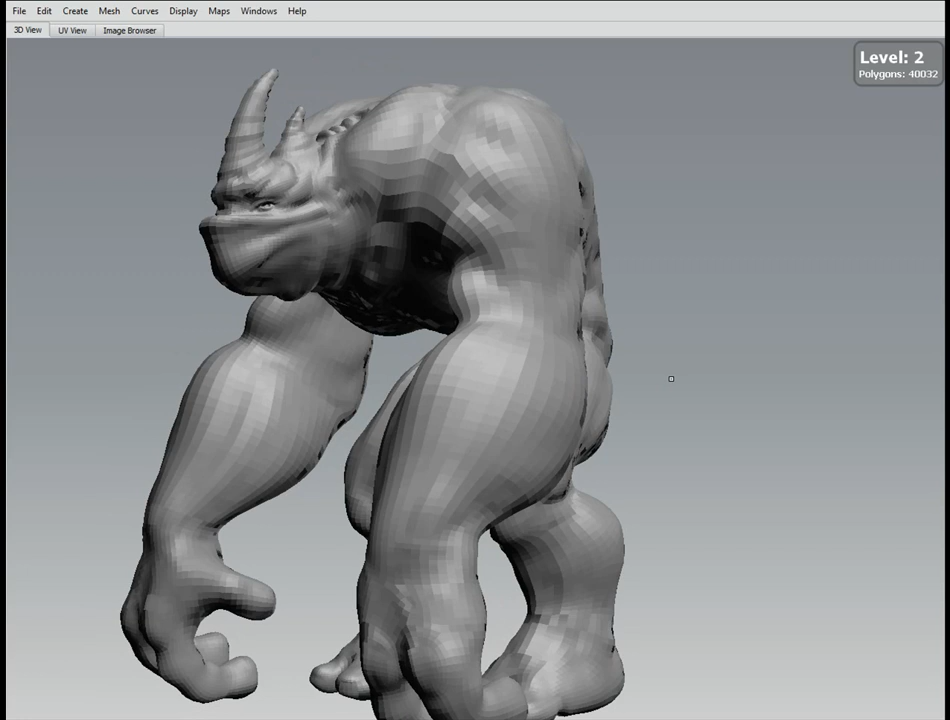 File Edit Create Mesh Curves Display Maps Windows Help
3D View UV View Image Browser
Level: 2
Polygons: 40032